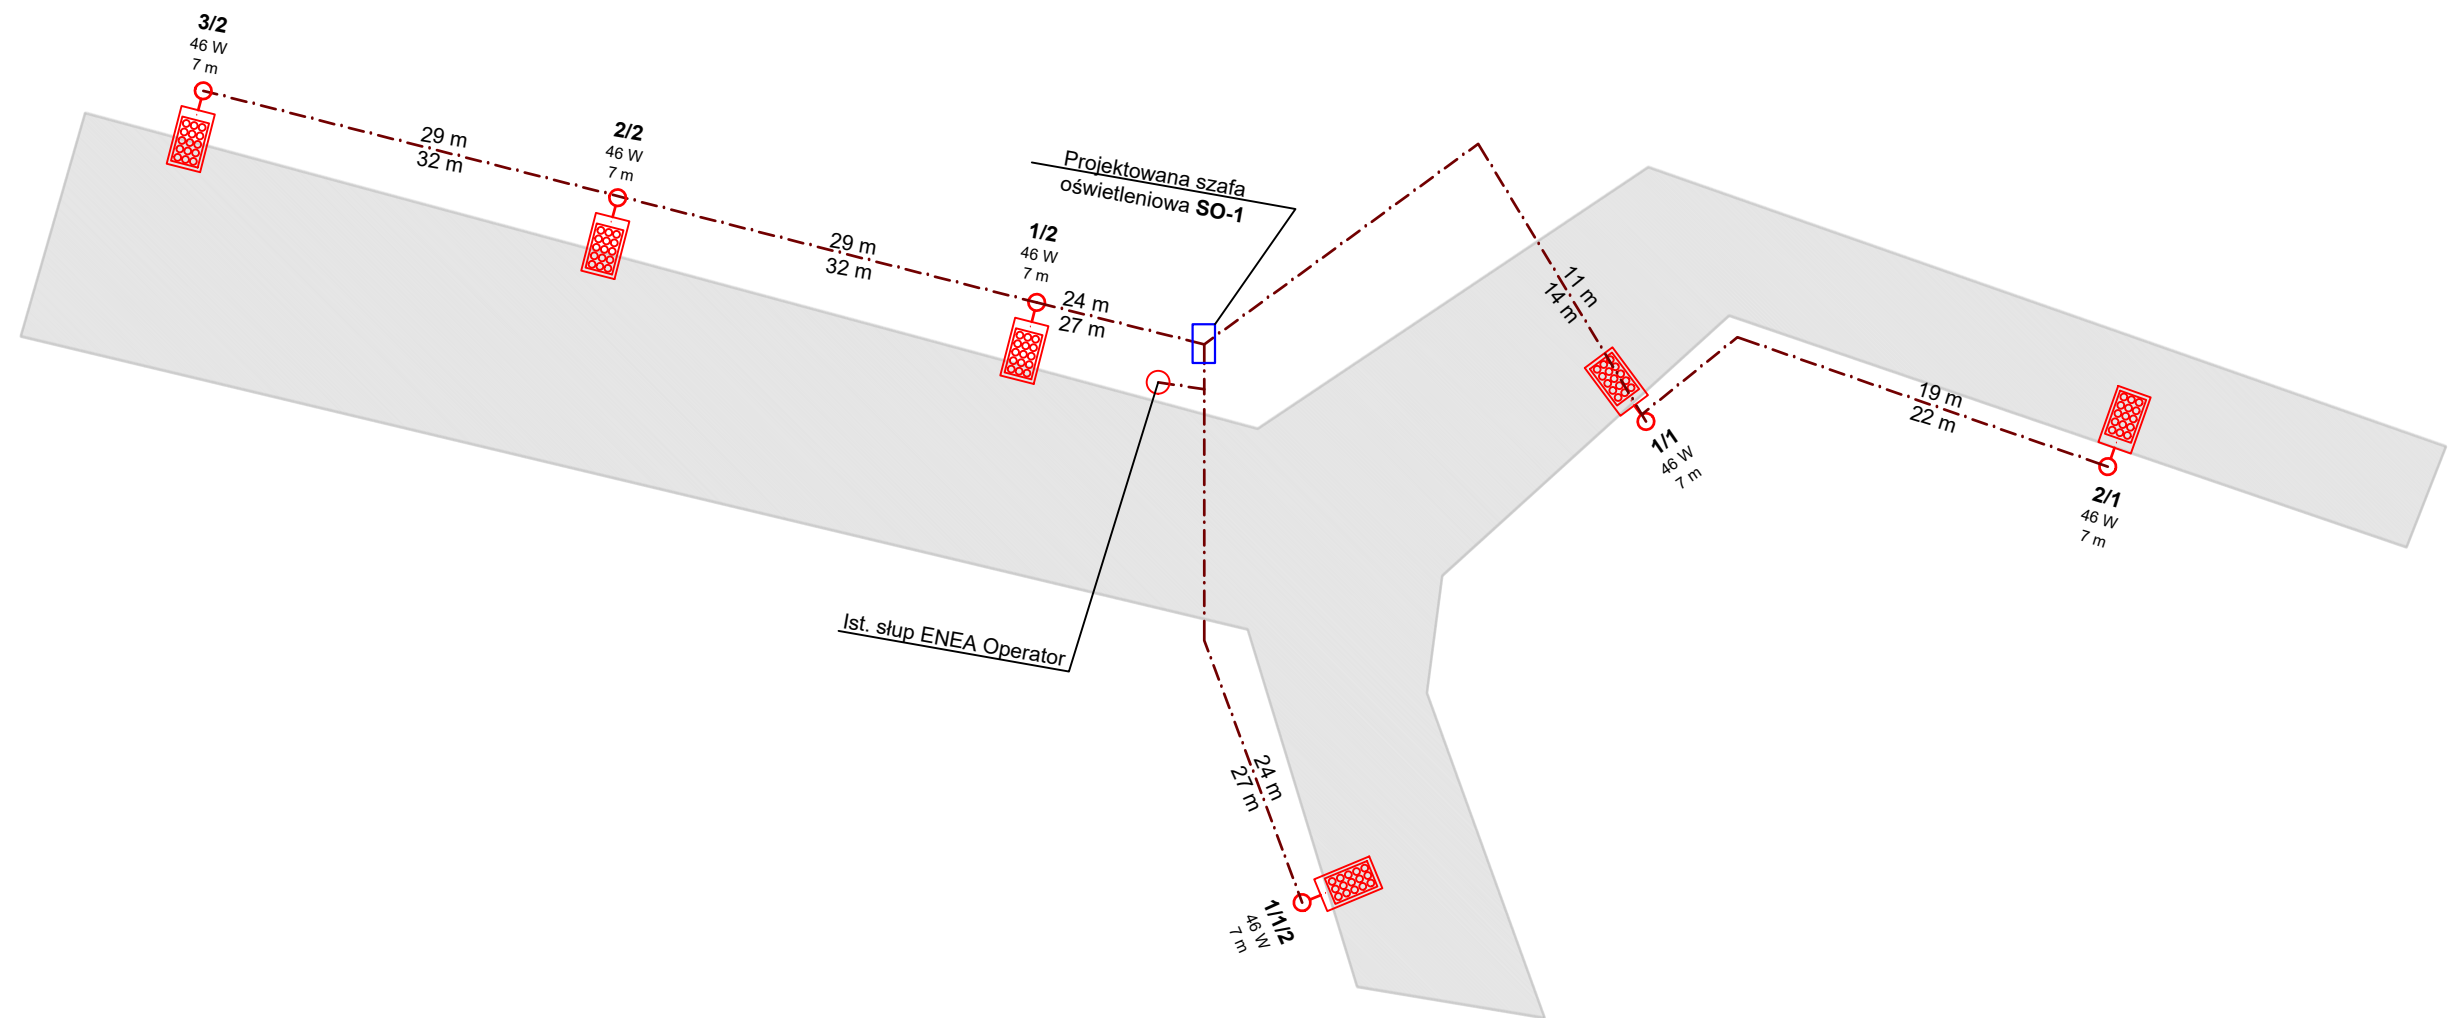 3/2
46 W
7 m
29 m
32 m
2/2
46 W
7 m
29 m
32 m
1/2
46 W
7 m
24 m
27 m
Projektowana szafa
oświetleniowa SO-1
11 m
14 m
1/1
46 W
7 m
19 m
22 m
2/1
46 W
7 m
Ist. słup ENEA Operator
24 m
27 m
1/1/2
46 W
7 m